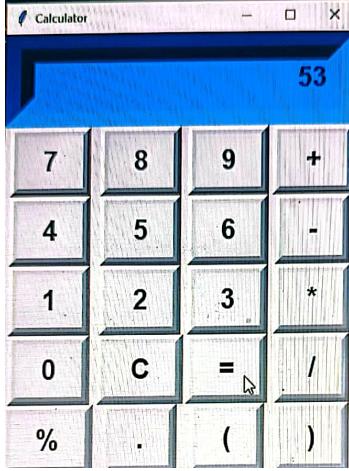 Calculator
53
7 8 9 +
4 5 6 -
1 2 3 *
0 C = /
% . ( )